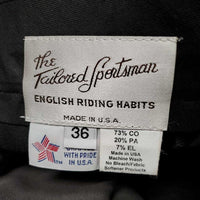 The
Tailored Sportsman
ENGLISH RIDING HABITS
MADE IN U.S.A.
36
WITH PRIDE
IN U.S.A.
73% CO
20% PA
7% EL
Made in USA
Machine Wash
No Bleach/Fabric
Softener Products